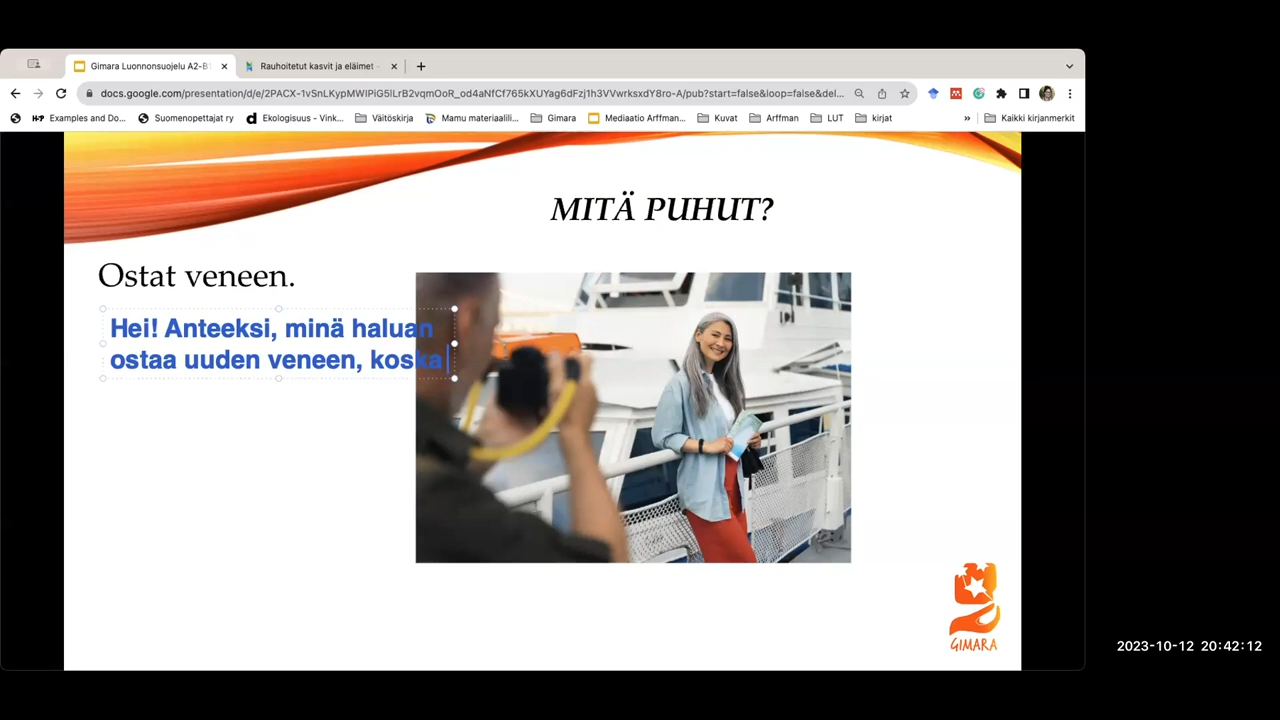 Gimara Luonnonsuojelu A2-B1
Rauhoitetut kasvit ja eläimet
docs.google.com/presentation/d/e/2PACX-1vSnLKypMWIPiG5lLrB2vqmOoR_od4aNfCf765kXUYag6dFzj1h3VVwrksxdY8ro-A/pub?start=false&loop=false&del...
Examples and Do...
Suomenopettajat ry
Ekologisuus - Vink...
Väitöskirja
Mamu materiaalili...
Gimara
Mediaatio Arffman...
Kuvat
Arffman
LUT
kirjat
»
Kaikki kirjanmerkit
MITÄ PUHUT?
Ostat veneen.
Hei! Anteeksi, minä haluan
ostaa uuden veneen, koska
GIMARA
2023-10-12 20:42:12